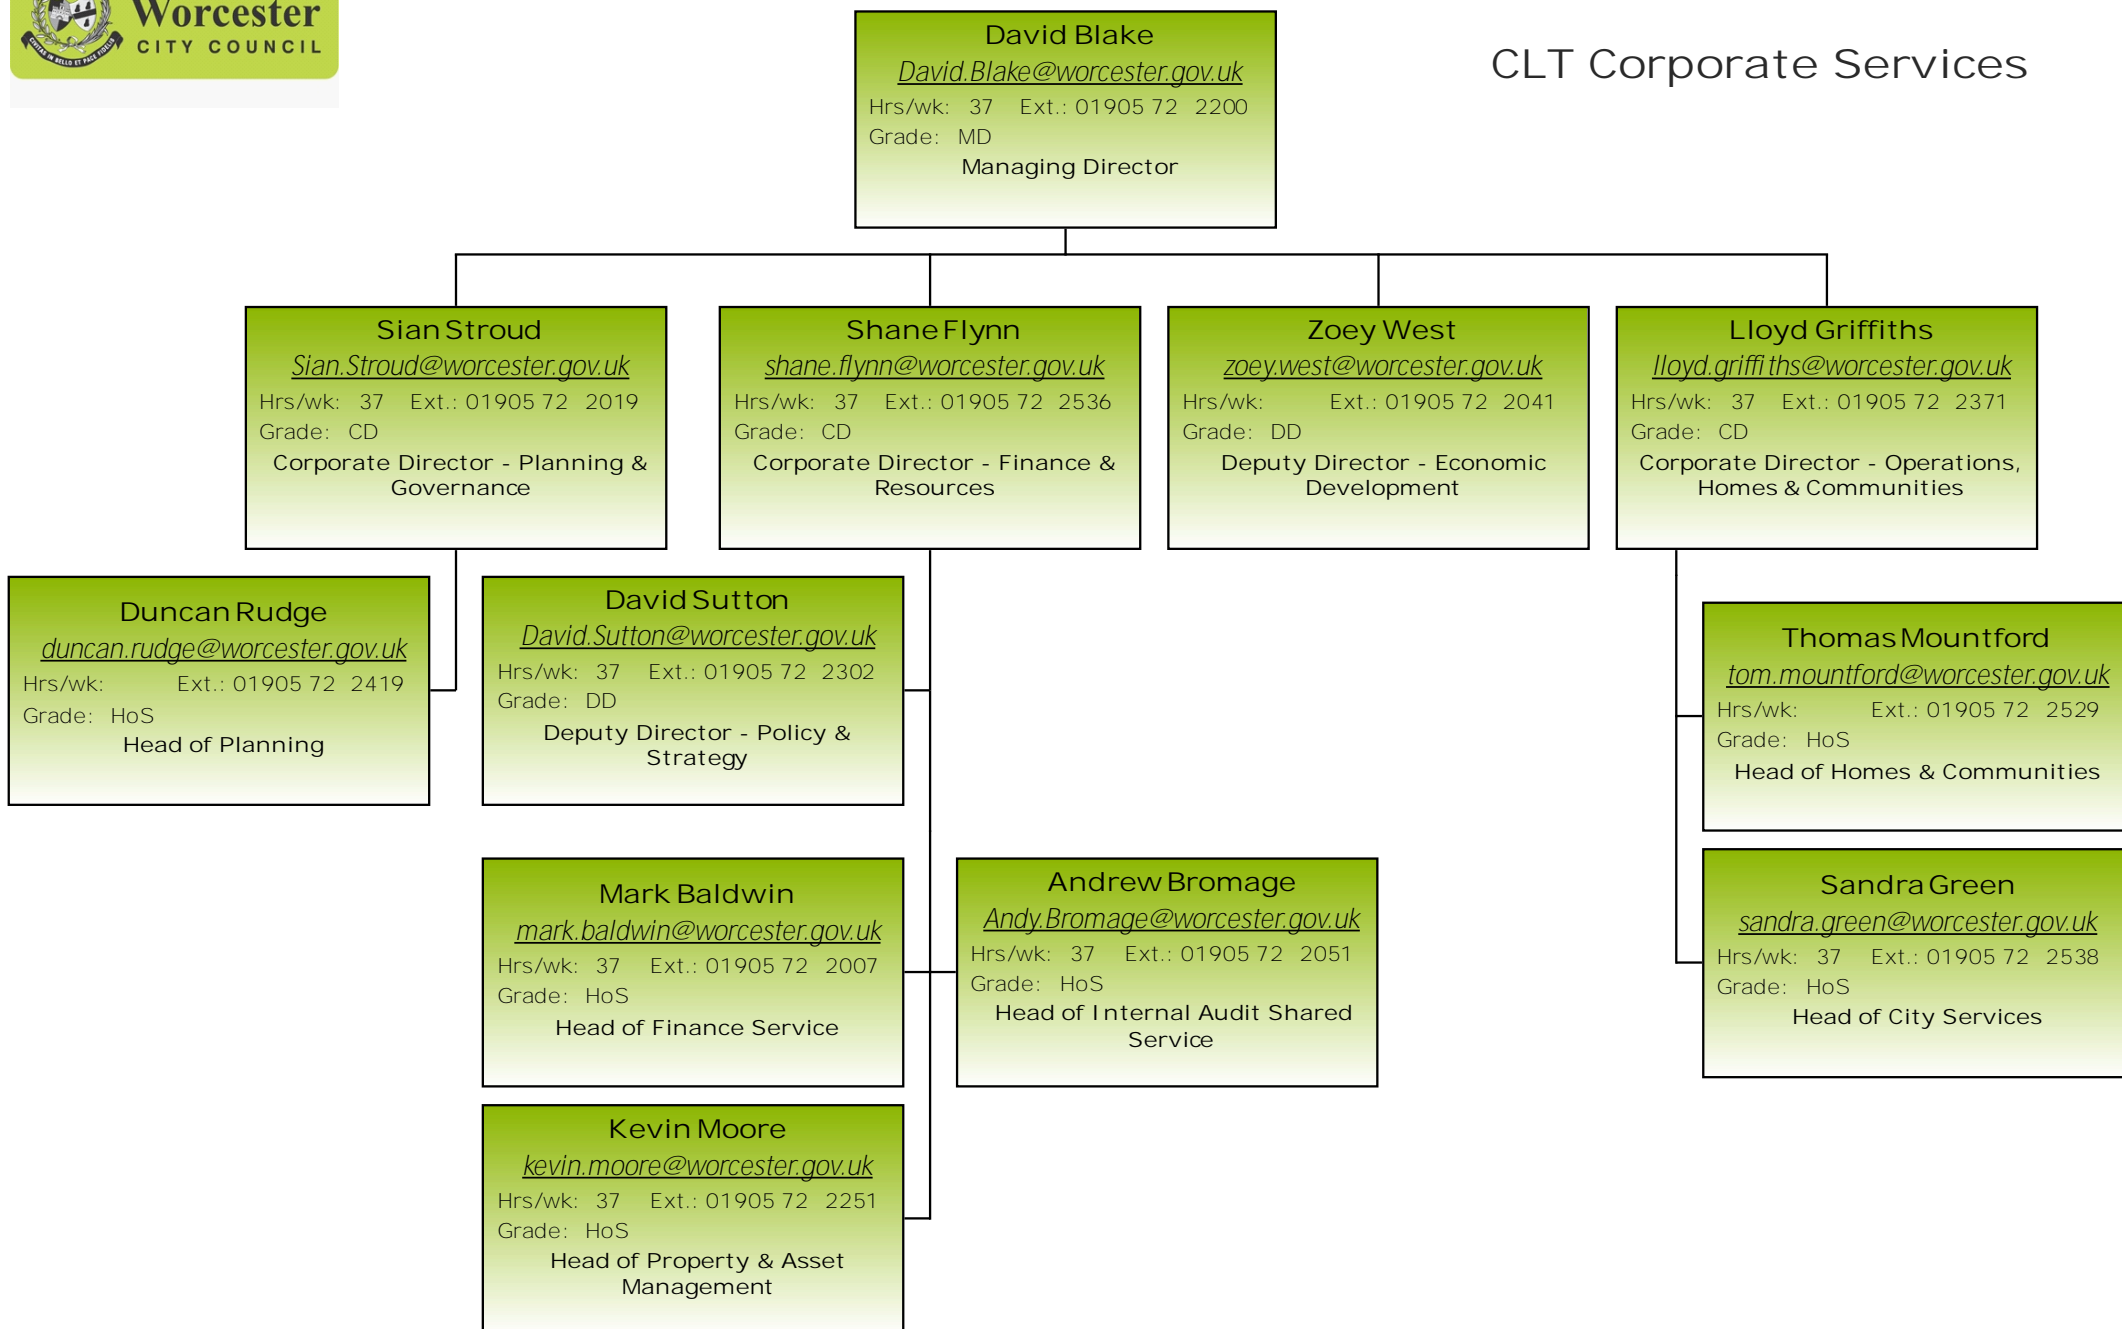 Worcester
CITY COUNCIL
CIVITAS IN BELLO ET PACE FIDELIS
CLT Corporate Services
David Blake
David.Blake@worcester.gov.uk
Hrs/wk: 37 Ext.: 01905 72 2200
Grade: MD
Managing Director
Sian Stroud
Sian.Stroud@worcester.gov.uk
Hrs/wk: 37 Ext.: 01905 72 2019
Grade: CD
Corporate Director - Planning &
Governance
Shane Flynn
shane.flynn@worcester.gov.uk
Hrs/wk: 37 Ext.: 01905 72 2536
Grade: CD
Corporate Director - Finance &
Resources
Zoey West
zoey.west@worcester.gov.uk
Hrs/wk: Ext.: 01905 72 2041
Grade: DD
Deputy Director - Economic
Development
Lloyd Griffiths
lloyd.griffiths@worcester.gov.uk
Hrs/wk: 37 Ext.: 01905 72 2371
Grade: CD
Corporate Director - Operations,
Homes & Communities
Duncan Rudge
duncan.rudge@worcester.gov.uk
Hrs/wk: Ext.: 01905 72 2419
Grade: HoS
Head of Planning
David Sutton
David.Sutton@worcester.gov.uk
Hrs/wk: 37 Ext.: 01905 72 2302
Grade: DD
Deputy Director - Policy &
Strategy
Thomas Mountford
tom.mountford@worcester.gov.uk
Hrs/wk: Ext.: 01905 72 2529
Grade: HoS
Head of Homes & Communities
Mark Baldwin
mark.baldwin@worcester.gov.uk
Hrs/wk: 37 Ext.: 01905 72 2007
Grade: HoS
Head of Finance Service
Andrew Bromage
Andy.Bromage@worcester.gov.uk
Hrs/wk: 37 Ext.: 01905 72 2051
Grade: HoS
Head of Internal Audit Shared
Service
Sandra Green
sandra.green@worcester.gov.uk
Hrs/wk: 37 Ext.: 01905 72 2538
Grade: HoS
Head of City Services
Kevin Moore
kevin.moore@worcester.gov.uk
Hrs/wk: 37 Ext.: 01905 72 2251
Grade: HoS
Head of Property & Asset
Management